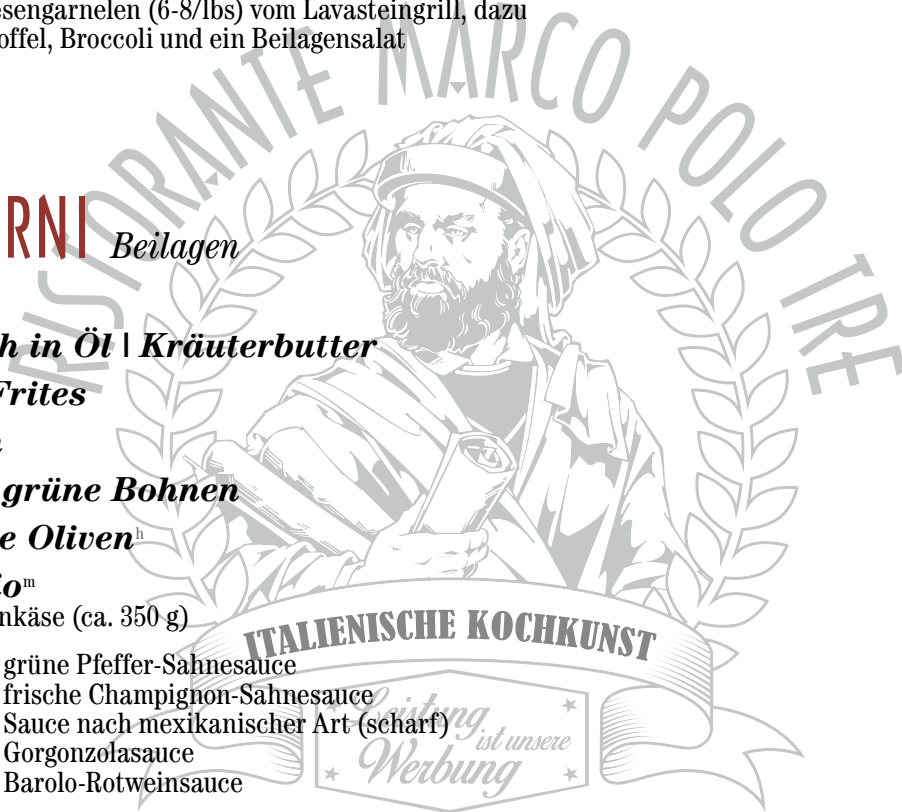 esengarnelen (6-8/lbs) vom Lavasteingrill, dazu
offel, Broccoli und ein Beilagensalat
RISTORANTE MARCO POLO TRE
RNI Beilagen
h in Öl | Kräuterbutter
Frites
grüne Bohnen
e Oliven h
io m
nkäse (ca. 350 g)
ITALIENISCHE KOCHKUNST
grüne Pfeffer-Sahnesauce
frische Champignon-Sahnesauce
Sauce nach mexikanischer Art (scharf)
Gorgonzolasauce
Barolo-Rotweinsauce
Leistung
ist unsere
Werbung